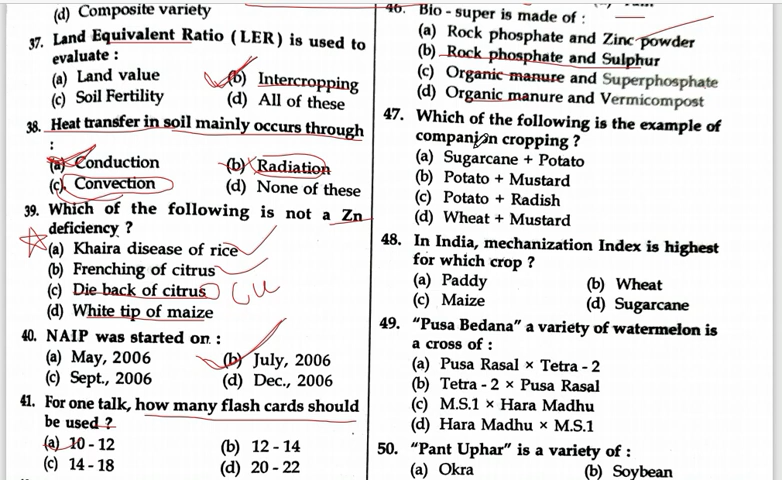 (d) Composite variety
37. Land Equivalent Ratio (LER) is used to
evaluate :
(a) Land value
(b) Intercropping
(c) Soil Fertility
(d) All of these
38. Heat transfer in soil mainly occurs through
:
(a) Conduction
(b) Radiation
(c) Convection
(d) None of these
39. Which of the following is not a Zn
deficiency ?
(a) Khaira disease of rice
(b) Frenching of citrus
(c) Die back of citrus Cu
(d) White tip of maize
40. NAIP was started on :
(a) May, 2006
(b) July, 2006
(c) Sept., 2006
(d) Dec., 2006
41. For one talk, how many flash cards should
be used ?
(a) 10 - 12
(b) 12 - 14
(c) 14 - 18
(d) 20 - 22
46. Bio - super is made of :
(a) Rock phosphate and Zinc powder
(b) Rock phosphate and Sulphur
(c) Organic manure and Superphosphate
(d) Organic manure and Vermicompost
47. Which of the following is the example of
companion cropping ?
(a) Sugarcane + Potato
(b) Potato + Mustard
(c) Potato + Radish
(d) Wheat + Mustard
48. In India, mechanization Index is highest
for which crop ?
(a) Paddy
(b) Wheat
(c) Maize
(d) Sugarcane
49. “Pusa Bedana” a variety of watermelon is
a cross of :
(a) Pusa Rasal × Tetra - 2
(b) Tetra - 2 × Pusa Rasal
(c) M.S.1 × Hara Madhu
(d) Hara Madhu × M.S.1
50. “Pant Uphar” is a variety of :
(a) Okra
(b) Soybean